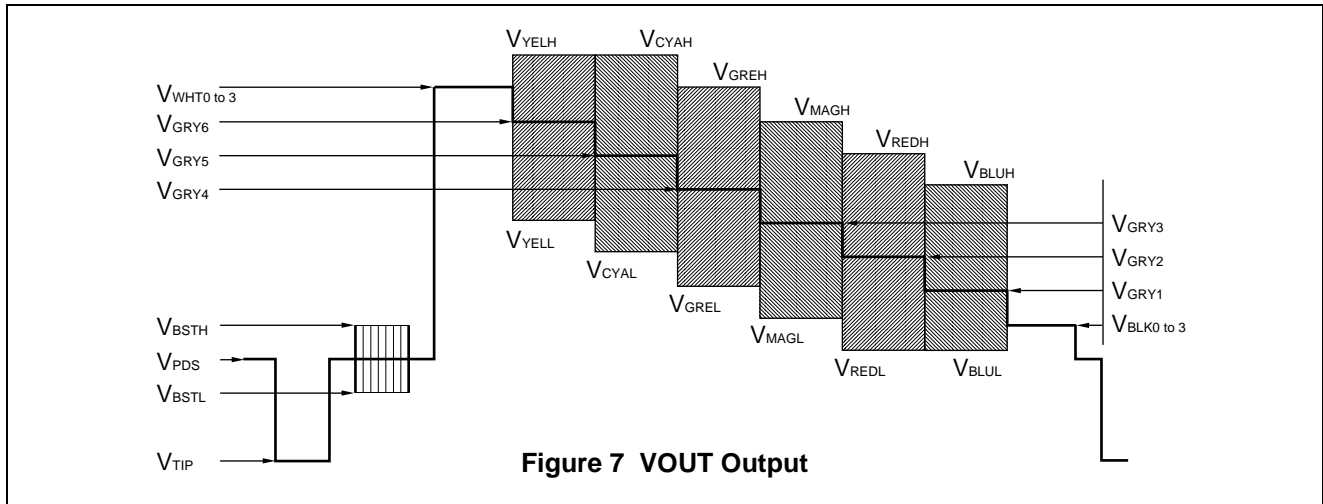 VYELH
VCYAH
VGREH
VMAGH
VREDH
VBLUH
VWHT0 to 3
VGRY6
VGRY5
VGRY4
VYELL
VCYAL
VGREL
VMAGL
VREDL
VBLUL
VGRY3
VGRY2
VGRY1
VBLK0 to 3
VBSTH
VPDS
VBSTL
VTIP
Figure 7 VOUT Output